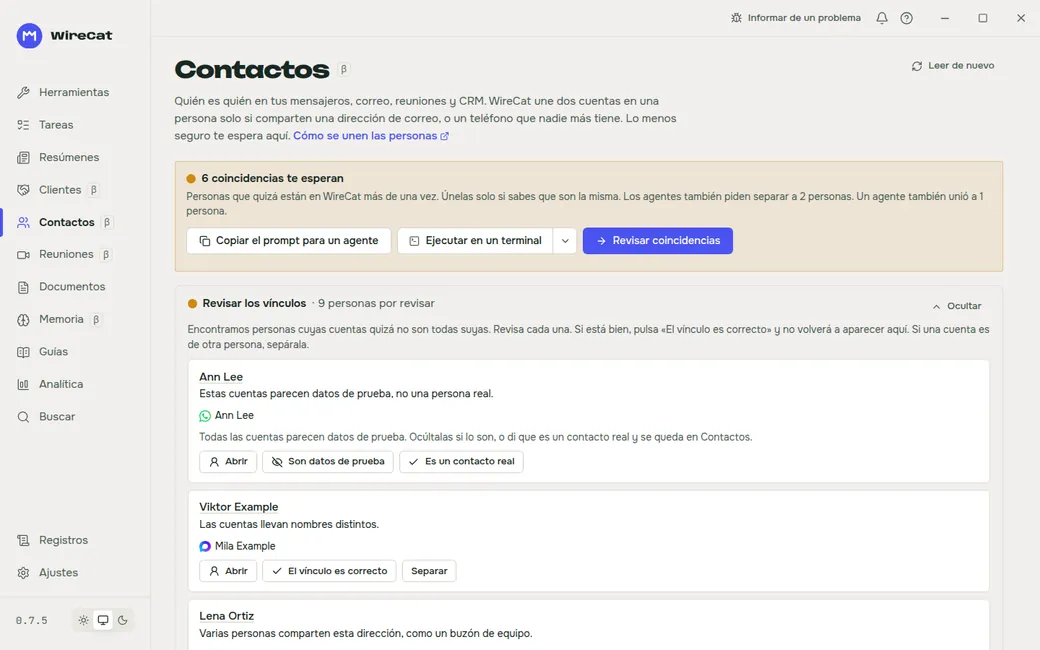 WireCat
Informar de un problema
Herramientas
Tareas
Resúmenes
Clientes β
Contactos β
Reuniones β
Documentos
Memoria β
Guías
Analítica
Buscar
Registros
Ajustes
0.7.5
Contactos β
Leer de nuevo
Quién es quién en tus mensajeros, correo, reuniones y CRM. WireCat une dos cuentas en una
persona solo si comparten una dirección de correo, o un teléfono que nadie más tiene. Lo menos
seguro te espera aquí. Cómo se unen las personas
6 coincidencias te esperan
Personas que quizá están en WireCat más de una vez. Únelas solo si sabes que son la misma. Los agentes también piden separar a 2 personas. Un agente también unió a 1
persona.
Copiar el prompt para un agente
Ejecutar en un terminal
Revisar coincidencias
Revisar los vínculos · 9 personas por revisar
Ocultar
Encontramos personas cuyas cuentas quizá no son todas suyas. Revisa cada una. Si está bien, pulsa «El vínculo es correcto» y no volverá a aparecer aquí. Si una cuenta es
de otra persona, sepárala.
Ann Lee
Estas cuentas parecen datos de prueba, no una persona real.
Ann Lee
Todas las cuentas parecen datos de prueba. Ocúltalas si lo son, o di que es un contacto real y se queda en Contactos.
Abrir
Son datos de prueba
Es un contacto real
Viktor Example
Las cuentas llevan nombres distintos.
Mila Example
Abrir
El vínculo es correcto
Separar
Lena Ortiz
Varias personas comparten esta dirección, como un buzón de equipo.